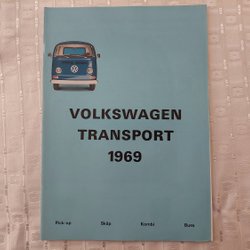 VOLKSWAGEN
TRANSPORT
1969
Pick-up Skåp Kombi Buss